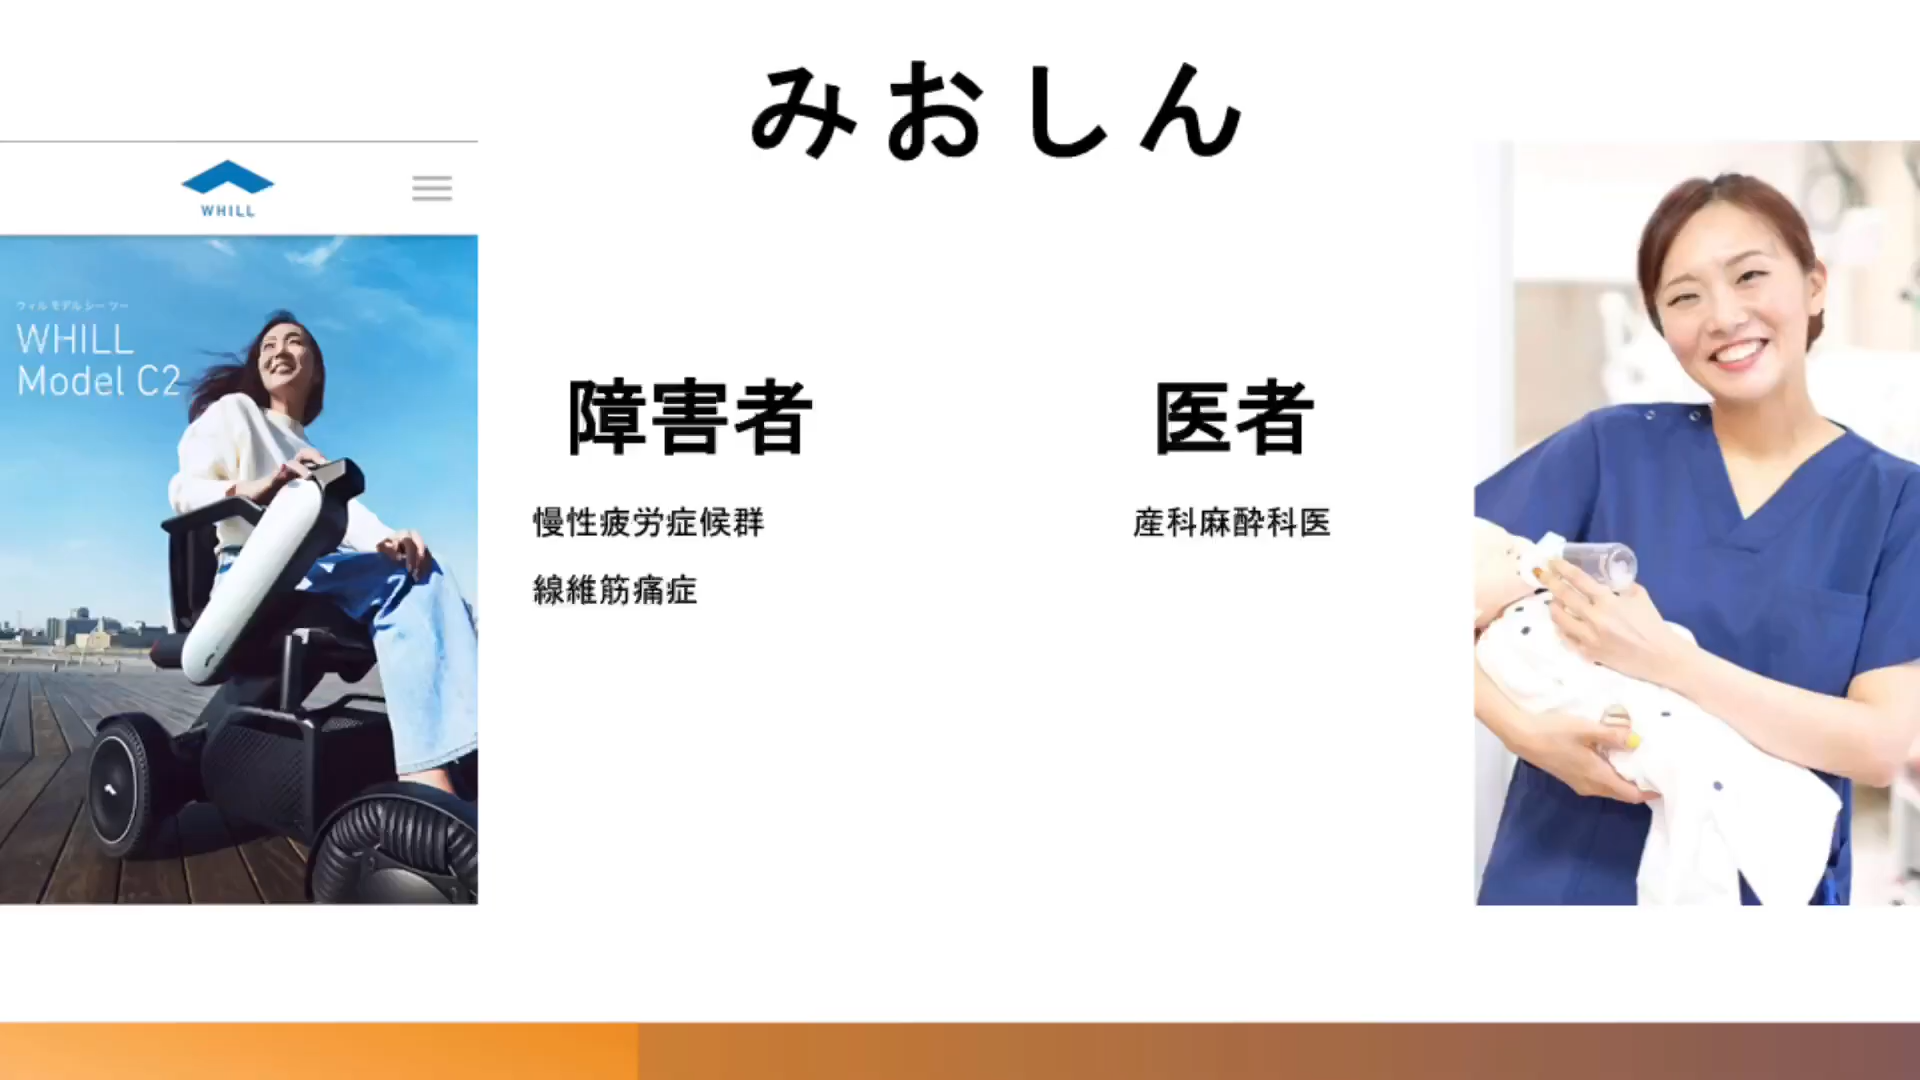 みおしん
WHILL
ウィル モデル シー ツー
WHILL
Model C2
障害者
慢性疲労症候群
線維筋痛症
医者
産科麻酔科医